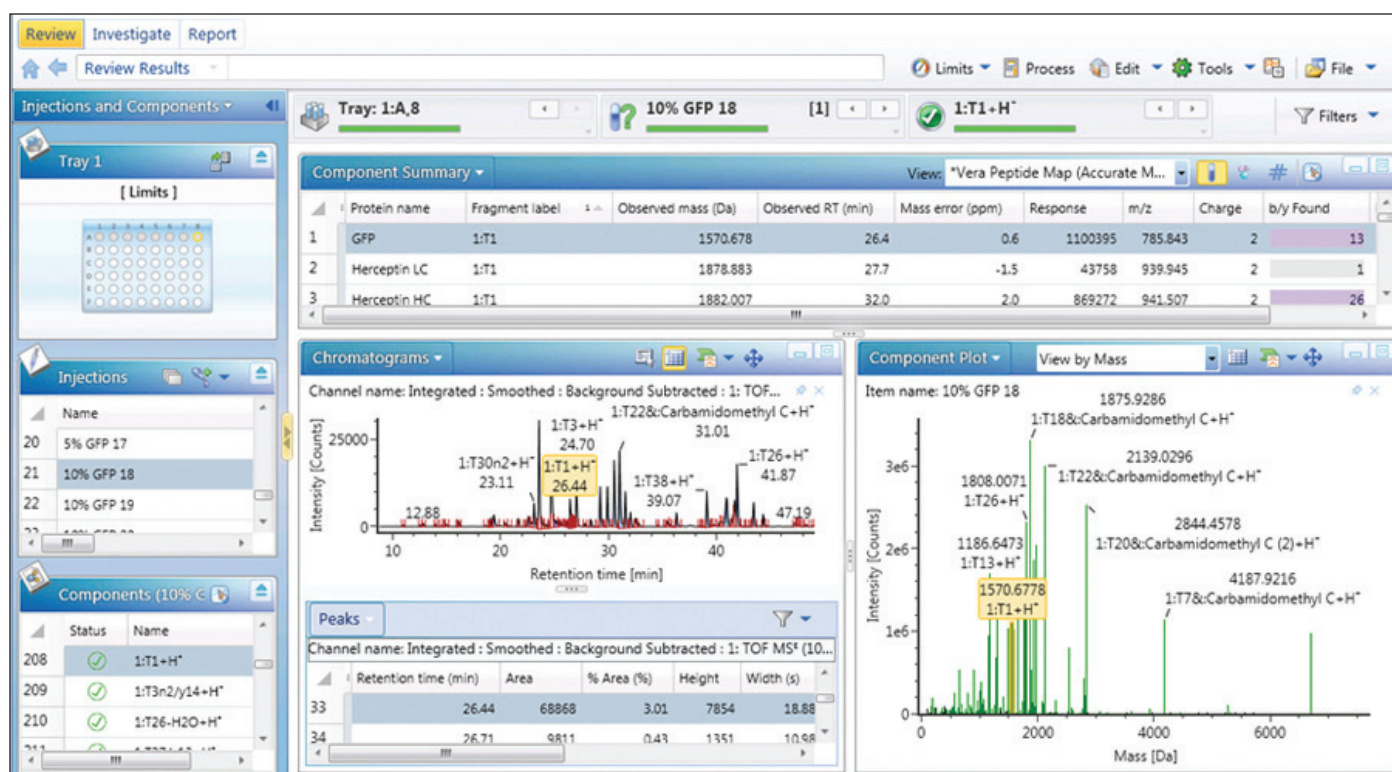 Review Investigate Report
Review Results
Limits Process Edit Tools File
Injections and Components
Tray: 1:A,8
10% GFP 18 [1]
1:T1+H⁺
Filters
Tray 1
[ Limits ]
1 2 3 4 5 6 7 8
A
B
C
D
E
F
Component Summary
View: *Vera Peptide Map (Accurate M...
Protein name Fragment label 1 Observed mass (Da) Observed RT (min) Mass error (ppm) Response m/z Charge b/y Found
1 GFP 1:T1 1570.678 26.4 0.6 1100395 785.843 2 13
2 Herceptin LC 1:T1 1878.883 27.7 -1.5 43758 939.945 2 1
3 Herceptin HC 1:T1 1882.007 32.0 2.0 869272 941.507 2 26
Injections
Name
20 5% GFP 17
21 10% GFP 18
22 10% GFP 19
Components (10% G
Status Name
208 1:T1+H⁺
209 1:T3n2/y14+H⁺
210 1:T26-H2O+H⁺
211
Chromatograms
Channel name: Integrated : Smoothed : Background Subtracted : 1: TOF...
Intensity [Counts]
25000
0
1:T22&:Carbamidomethyl C+H⁺
31.01
1:T3+H⁺
24.70
1:T30n2+H⁺
23.11
1:T1+H⁺
26.44
1:T38+H⁺
39.07
1:T26+H⁺
41.87
12.88
47.19
10 20 30 40
Retention time [min]
Peaks
Channel name: Integrated : Smoothed : Background Subtracted : 1: TOF MSᴱ (10...
Retention time (min) Area % Area (%) Height Width (s)
33 26.44 68868 3.01 7854 18.88
34 26.71 9811 0.43 1351 10.98
Component Plot
View by Mass
Item name: 10% GFP 18
Intensity [Counts]
3e6
2e6
1e6
0
1875.9286
1:T18&:Carbamidomethyl C+H⁺
2139.0296
1:T22&:Carbamidomethyl C+H⁺
1808.0071
1:T26+H⁺
2844.4578
1:T20&:Carbamidomethyl C (2)+H⁺
1186.6473
1:T13+H⁺
1570.6778
1:T1+H⁺
4187.9216
1:T7&:Carbamidomethyl C+H⁺
0 2000 4000 6000
Mass [Da]